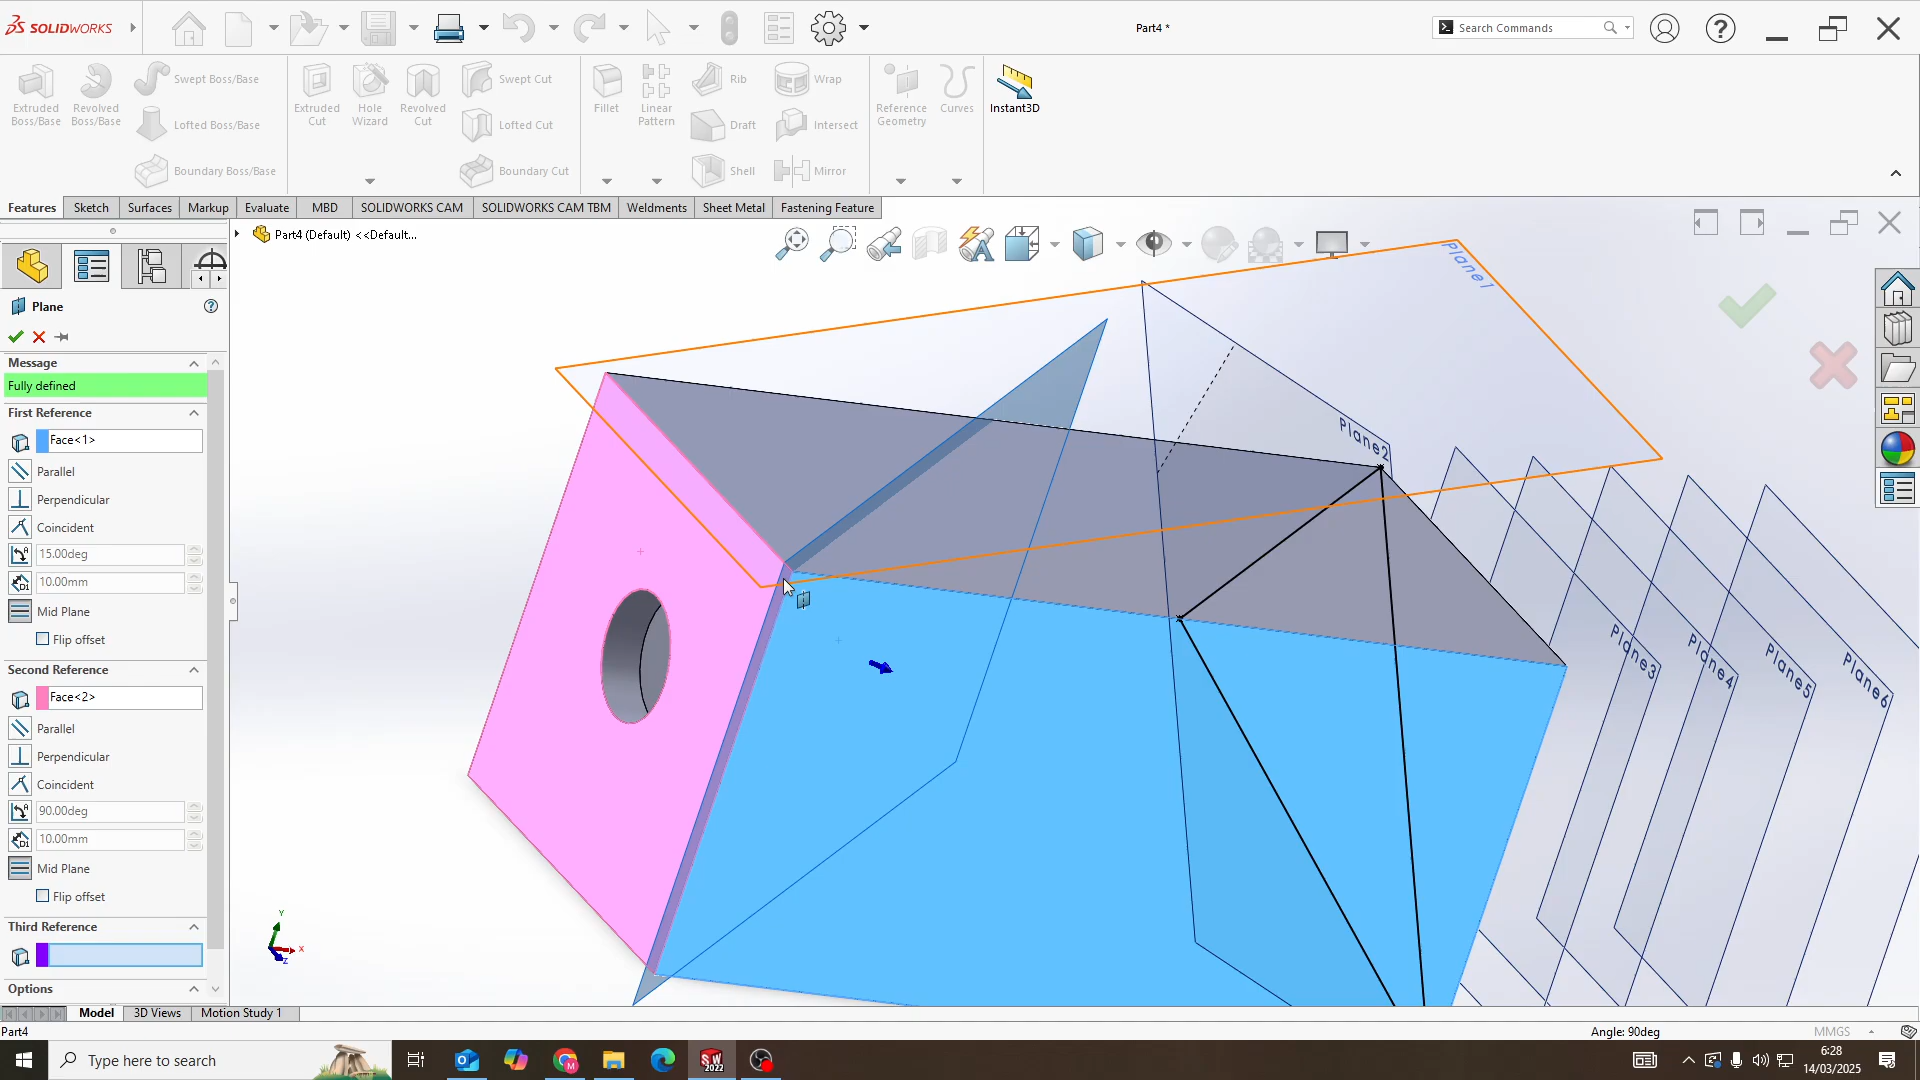 SOLIDWORKS
Part4 *
Search Commands
Extruded Boss/Base
Revolved Boss/Base
Swept Boss/Base
Lofted Boss/Base
Boundary Boss/Base
Extruded Cut
Hole Wizard
Revolved Cut
Swept Cut
Lofted Cut
Boundary Cut
Fillet
Linear Pattern
Rib
Draft
Shell
Wrap
Intersect
Mirror
Reference Geometry
Curves
Instant3D
Features
Sketch
Surfaces
Markup
Evaluate
MBD
SOLIDWORKS CAM
SOLIDWORKS CAM TBM
Weldments
Sheet Metal
Fastening Feature
Part4 (Default) <<Default...
Plane
Message
Fully defined
First Reference
Face<1>
Parallel
Perpendicular
Coincident
15.00deg
10.00mm
Mid Plane
Flip offset
Second Reference
Face<2>
Parallel
Perpendicular
Coincident
90.00deg
10.00mm
Mid Plane
Flip offset
Third Reference
Options
Plane1
Plane2
Plane3
Plane4
Plane5
Plane6
Y
X
Z
Model
3D Views
Motion Study 1
Part4
Angle: 90deg
MMGS
Type here to search
SW 2022
6:28
14/03/2025